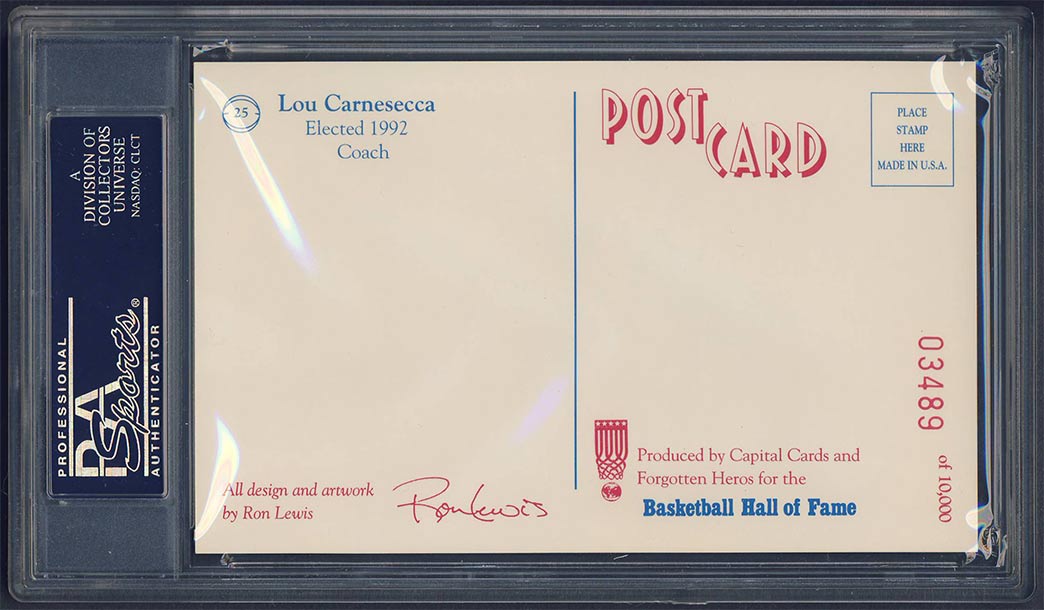 A
DIVISION OF
COLLECTORS
UNIVERSE
NASDAQ: CLCT
PROFESSIONAL
PSA
Sports®
AUTHENTICATOR
25
Lou Carnesecca
Elected 1992
Coach
POST
CARD
PLACE
STAMP
HERE
MADE IN U.S.A.
03489
of 10,000
All design and artwork
by Ron Lewis
Ron Lewis
Produced by Capital Cards and
Forgotten Heros for the
Basketball Hall of Fame